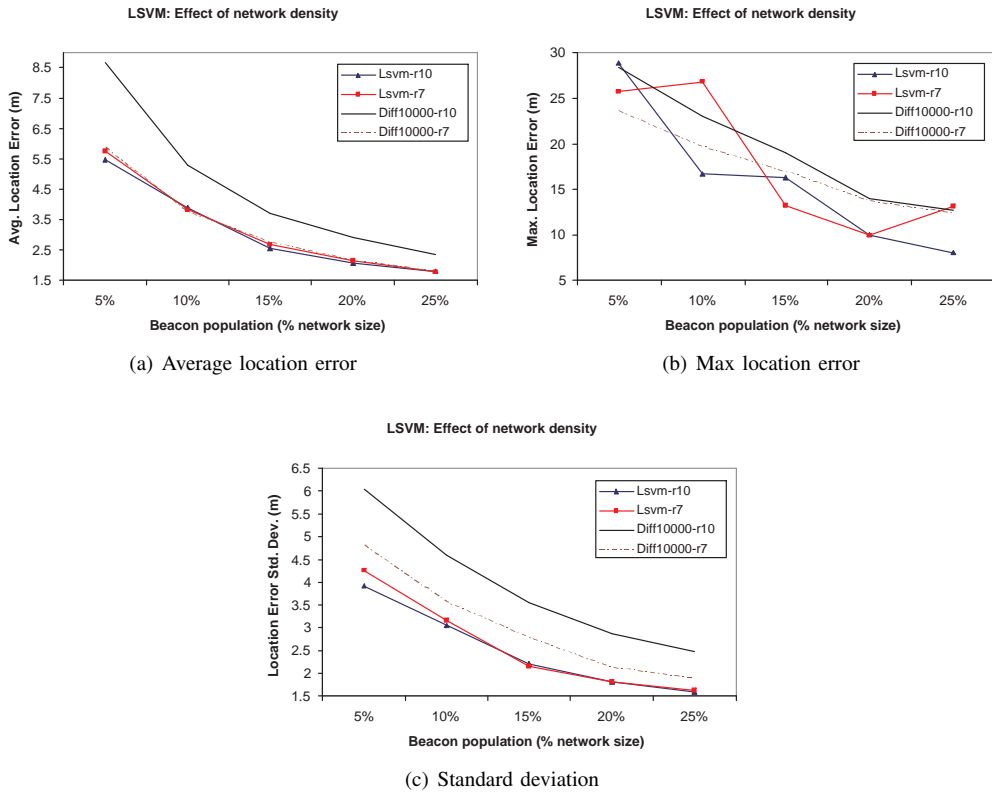 LSVM: Effect of network density
8.5
7.5
6.5
5.5
4.5
3.5
2.5
1.5
Avg. Location Error (m)
Lsvm-r10
Lsvm-r7
Diff10000-r10
Diff10000-r7
5% 10% 15% 20% 25%
Beacon population (% network size)
(a) Average location error
LSVM: Effect of network density
30
25
20
15
10
5
Max. Location Error (m)
Lsvm-r10
Lsvm-r7
Diff10000-r10
Diff10000-r7
5% 10% 15% 20% 25%
Beacon population (% network size)
(b) Max location error
LSVM: Effect of network density
6.5
6
5.5
5
4.5
4
3.5
3
2.5
2
1.5
Location Error Std. Dev. (m)
Lsvm-r10
Lsvm-r7
Diff10000-r10
Diff10000-r7
5% 10% 15% 20% 25%
Beacon population (% network size)
(c) Standard deviation